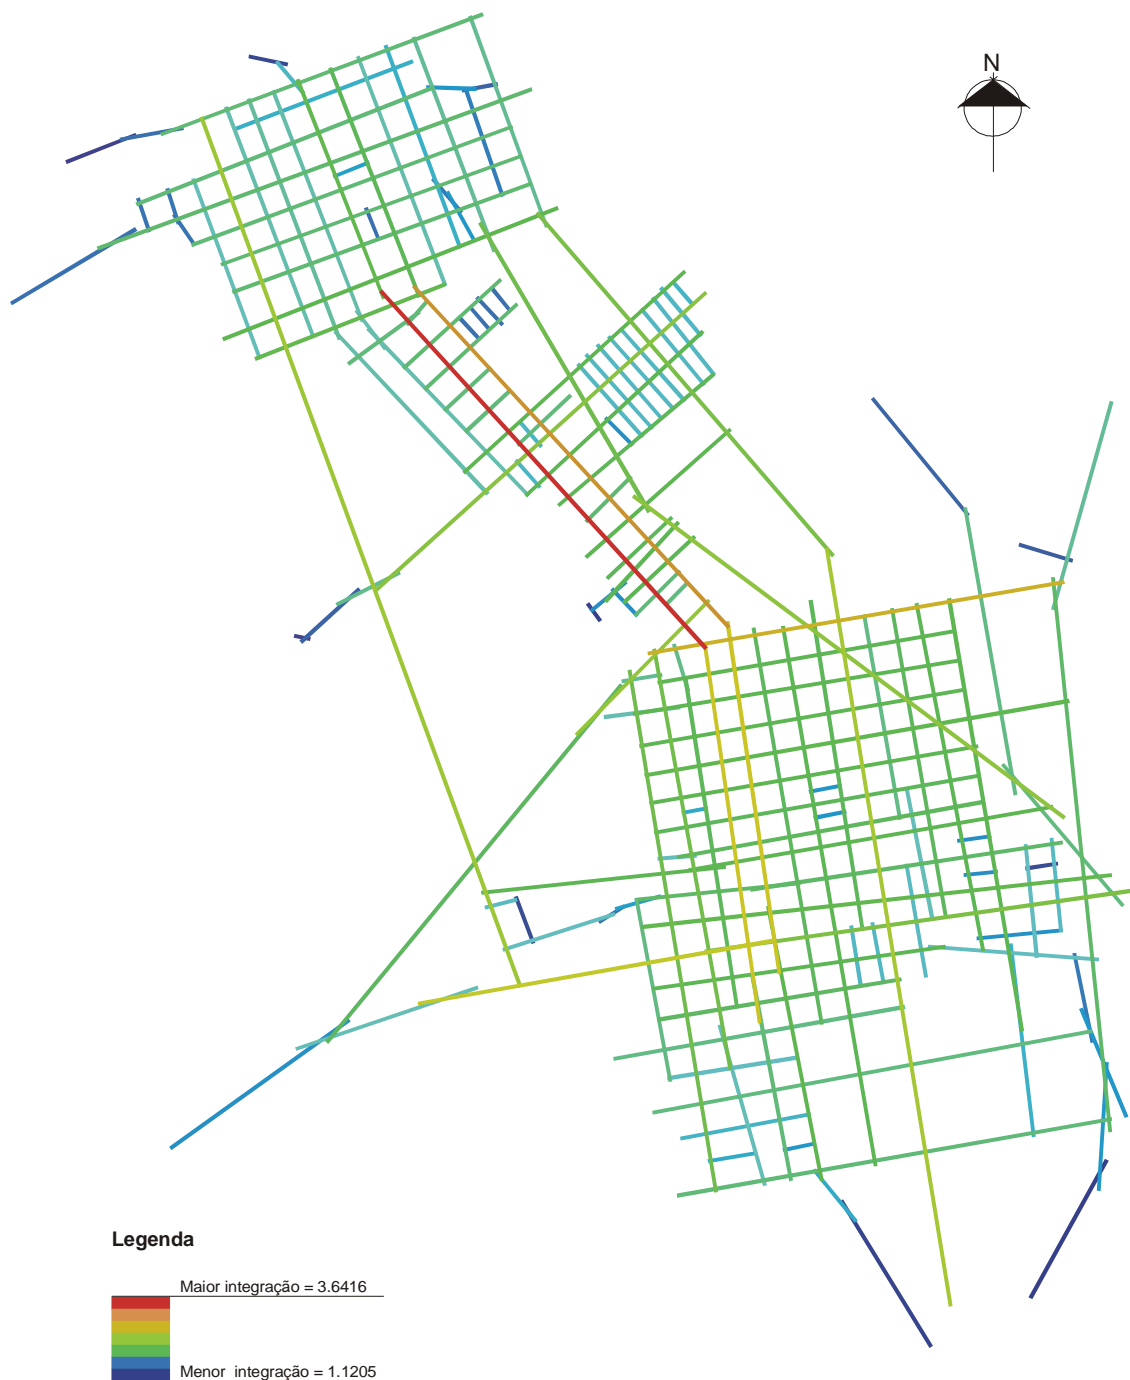 N
Legenda
Maior integração = 3.6416
Menor integração = 1.1205